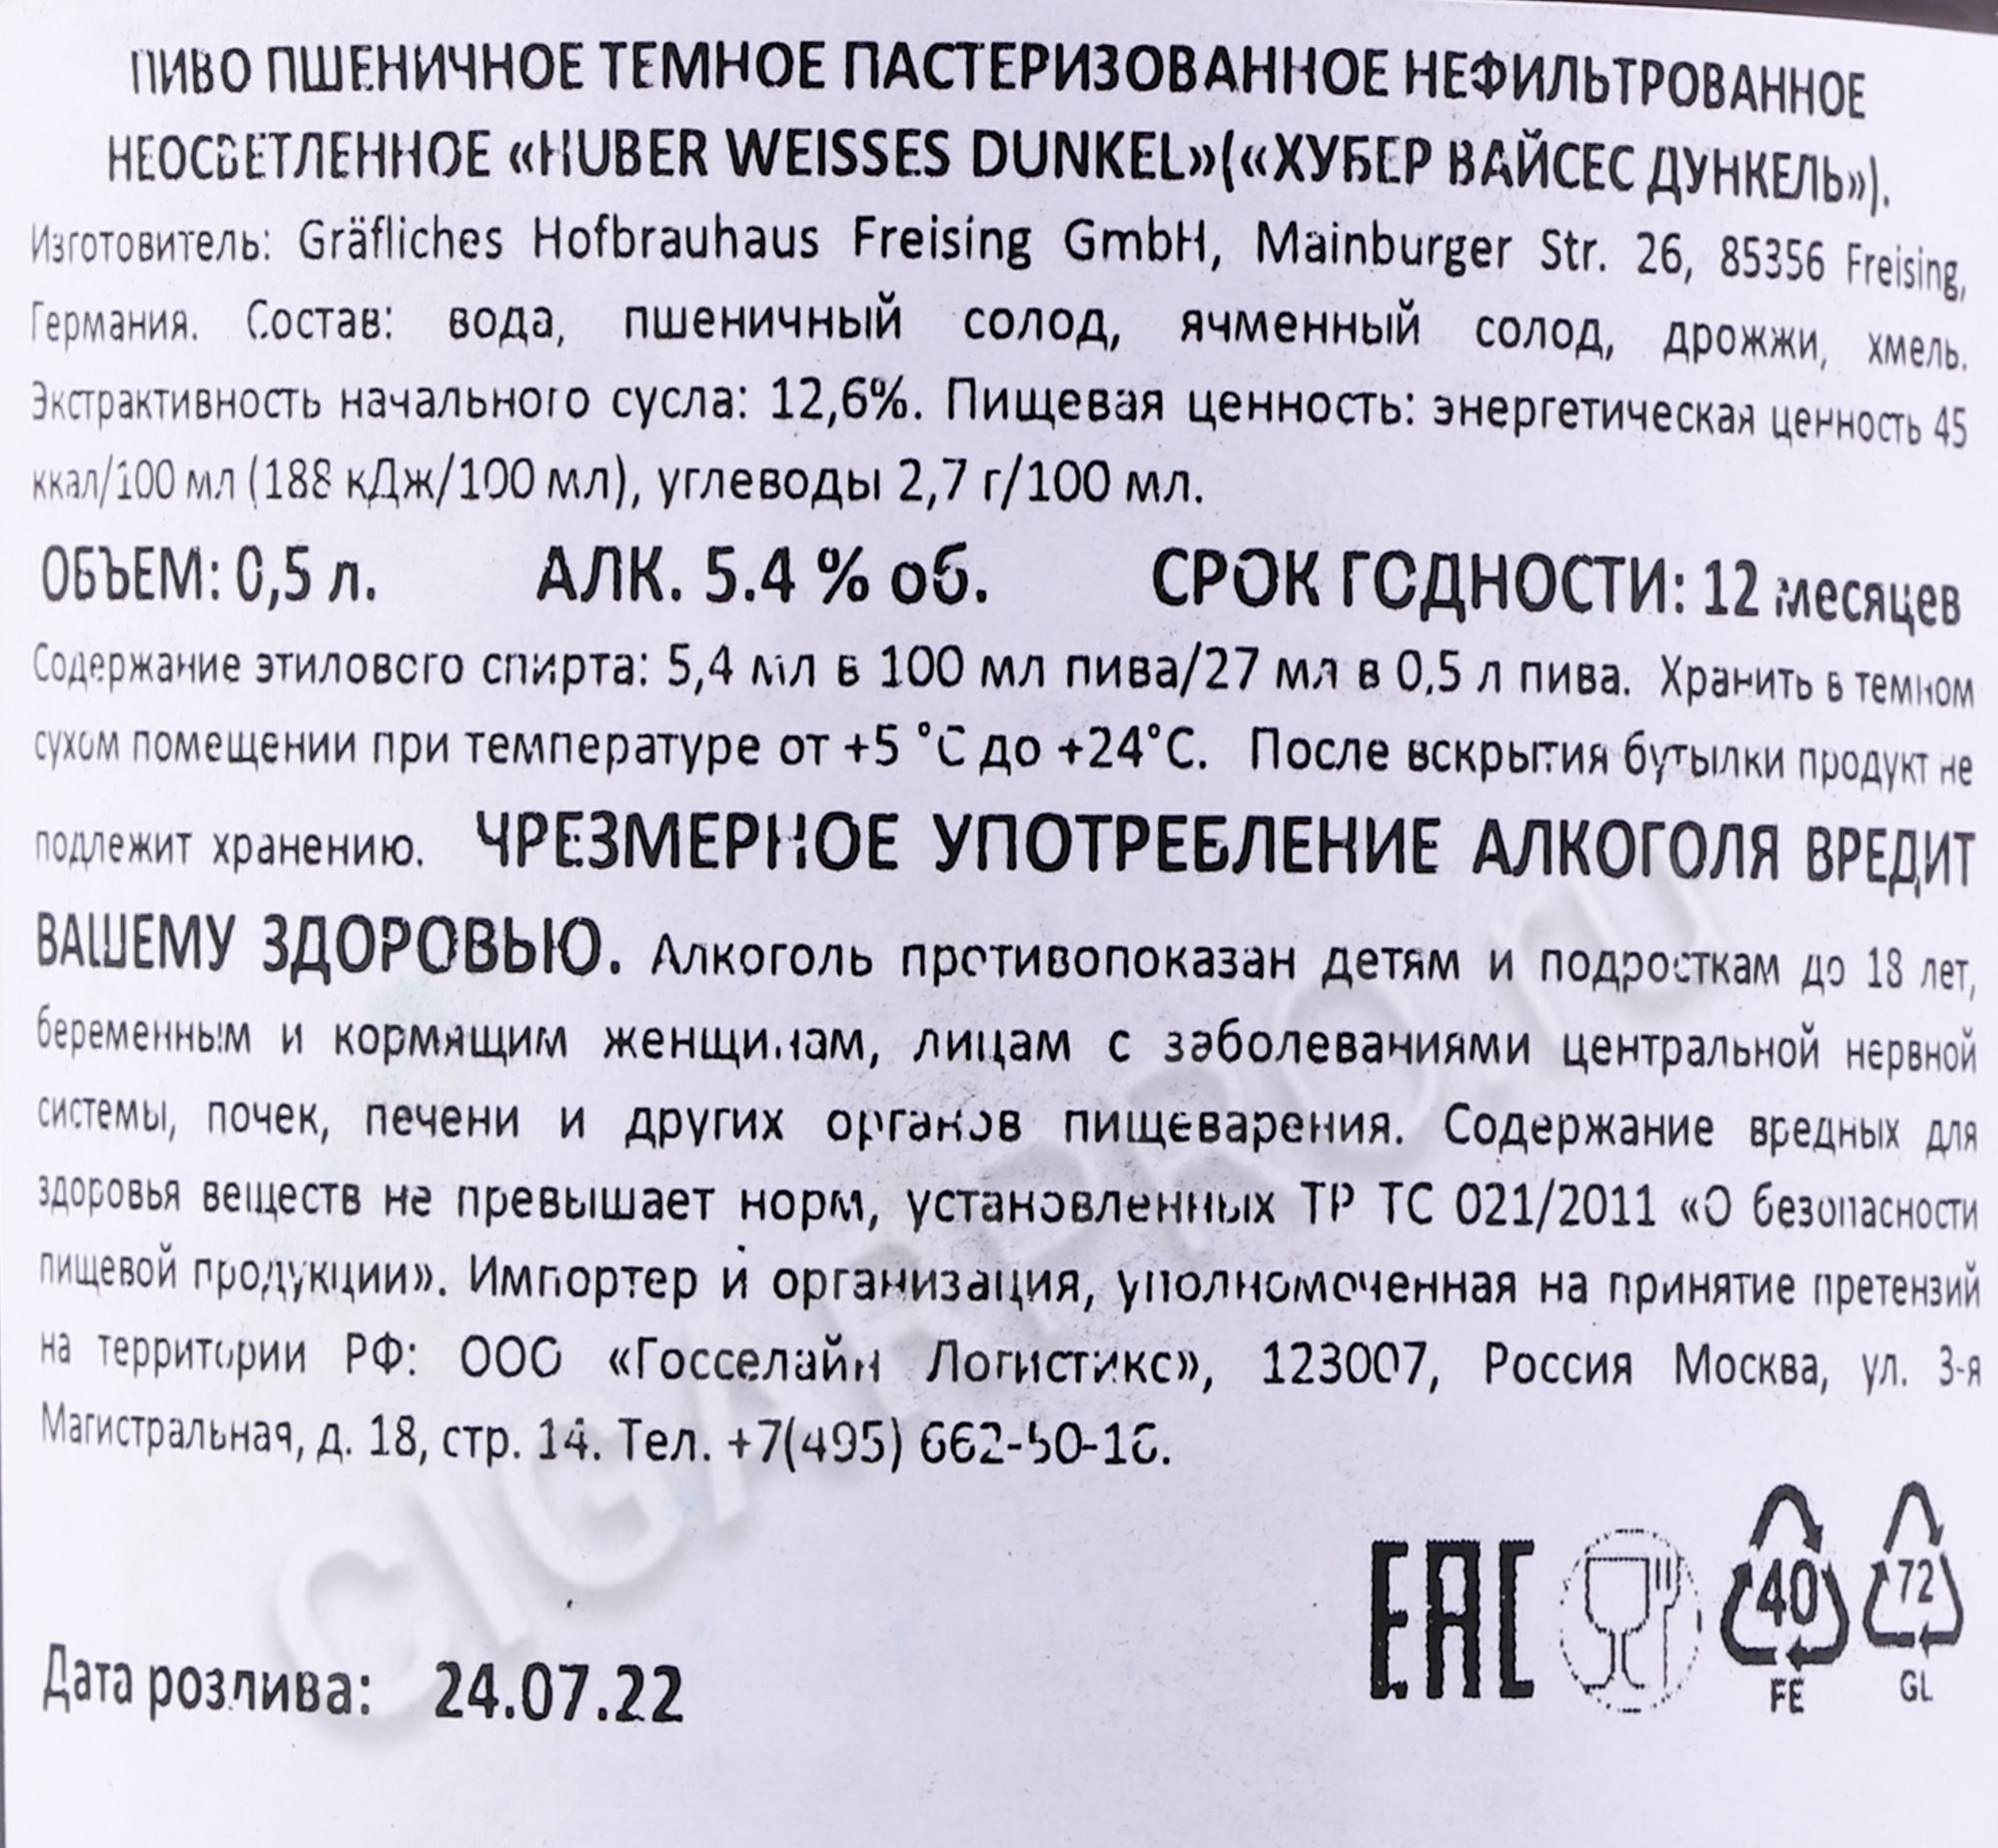 ПИВО ПШЕНИЧНОЕ ТЕМНОЕ ПАСТЕРИЗОВАННОЕ НЕФИЛЬТРОВАННОЕ
НЕОСВЕТЛЕННОЕ «HUBER WEISSES DUNKEL»(«ХУБЕР ВАЙСЕС ДУНКЕЛЬ»).
Изготовитель: Gräfliches Hofbrauhaus Freising GmbH, Mainburger Str. 26, 85356 Freising,
Германия. Состав: вода, пшеничный солод, ячменный солод, дрожжи, хмель.
Экстрактивность начального сусла: 12,6%. Пищевая ценность: энергетическая ценность 45
ккал/100 мл (188 кДж/100 мл), углеводы 2,7 г/100 мл.
ОБЪЕМ: 0,5 л. АЛК. 5.4 % об. СРОК ГОДНОСТИ: 12 месяцев
Содержание этилового спирта: 5,4 мл в 100 мл пива/27 мл в 0,5 л пива. Хранить в темном
сухом помещении при температуре от +5 °С до +24°С. После вскрытия бутылки продукт не
подлежит хранению. ЧРЕЗМЕРНОЕ УПОТРЕБЛЕНИЕ АЛКОГОЛЯ ВРЕДИТ
ВАШЕМУ ЗДОРОВЬЮ. Алкоголь противопоказан детям и подросткам до 18 лет,
беременным и кормящим женщинам, лицам с заболеваниями центральной нервной
системы, почек, печени и других органов пищеварения. Содержание вредных для
здоровья веществ не превышает норм, установленных ТР ТС 021/2011 «О безопасности
пищевой продукции». Импортер и организация, уполномоченная на принятие претензий
на территории РФ: ООО «Госселайн Логистикс», 123007, Россия Москва, ул. 3-я
Магистральная, д. 18, стр. 14. Тел. +7(495)
EAC
40 72
FE GL
Дата розлива: 24.07.22
CIGARPRO.ru